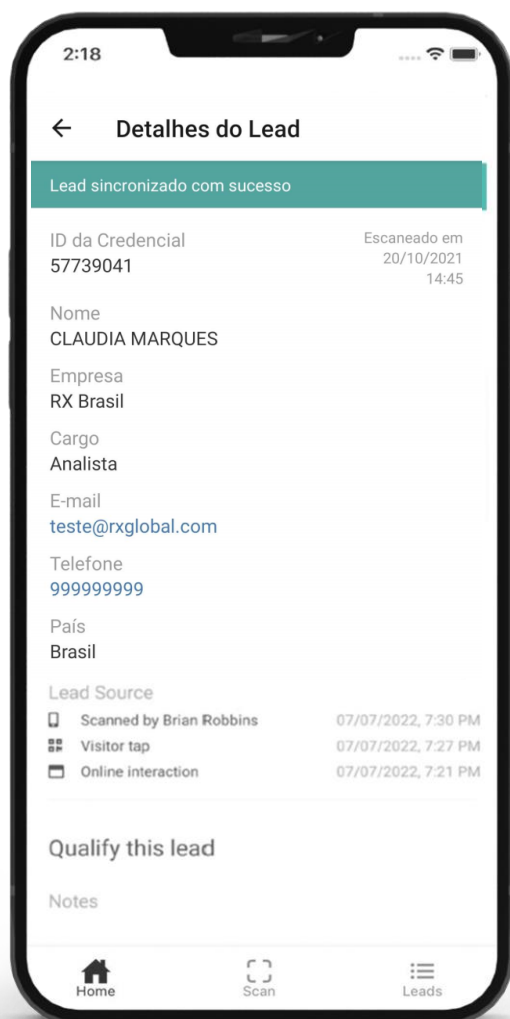 2:18
Detalhes do Lead
Lead sincronizado com sucesso
ID da Credencial
57739041
Escaneado em
20/10/2021
14:45
Nome
CLAUDIA MARQUES
Empresa
RX Brasil
Cargo
Analista
E-mail
teste@rxglobal.com
Telefone
999999999
País
Brasil
Lead Source
Scanned by Brian Robbins 07/07/2022, 7:30 PM
Visitor tap 07/07/2022, 7:27 PM
Online interaction 07/07/2022, 7:21 PM
Qualify this lead
Notes
Home Scan Leads